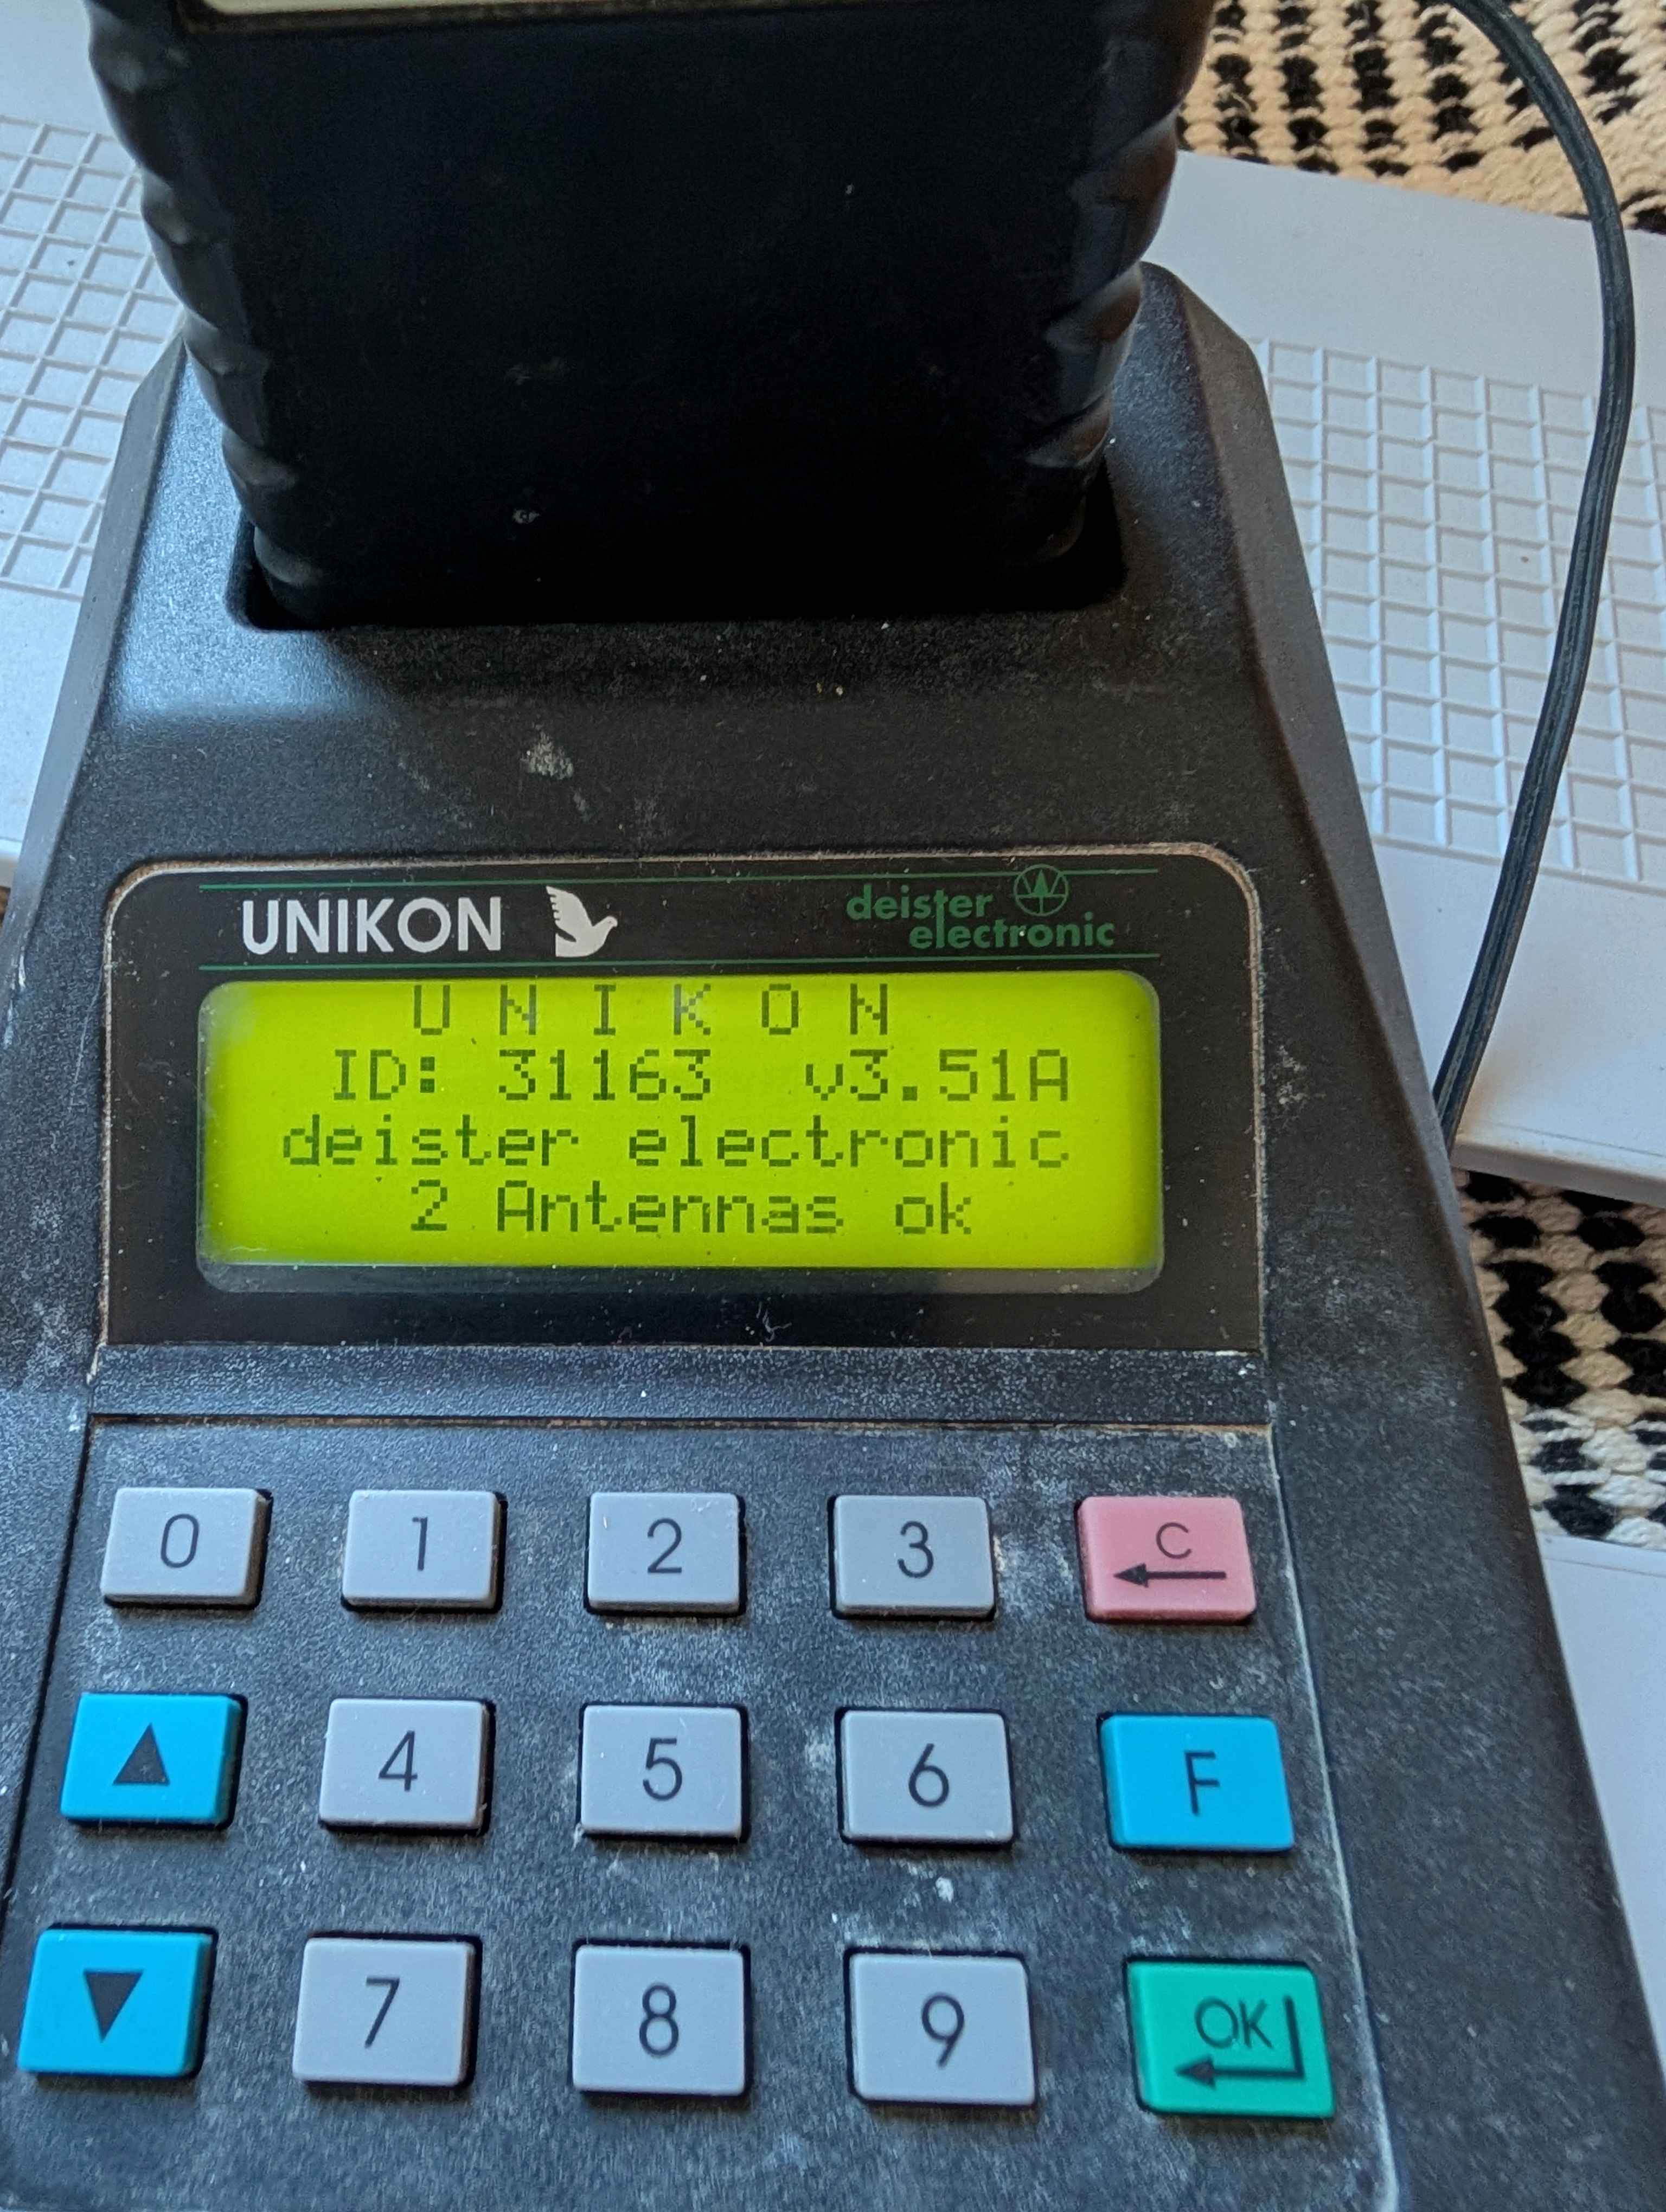 UNIKON
deister
electronic
U N I K O N
ID: 31163 v3.51A
deister electronic
2 Antennas ok
0 1 2 3 C
4 5 6 F
7 8 9 OK